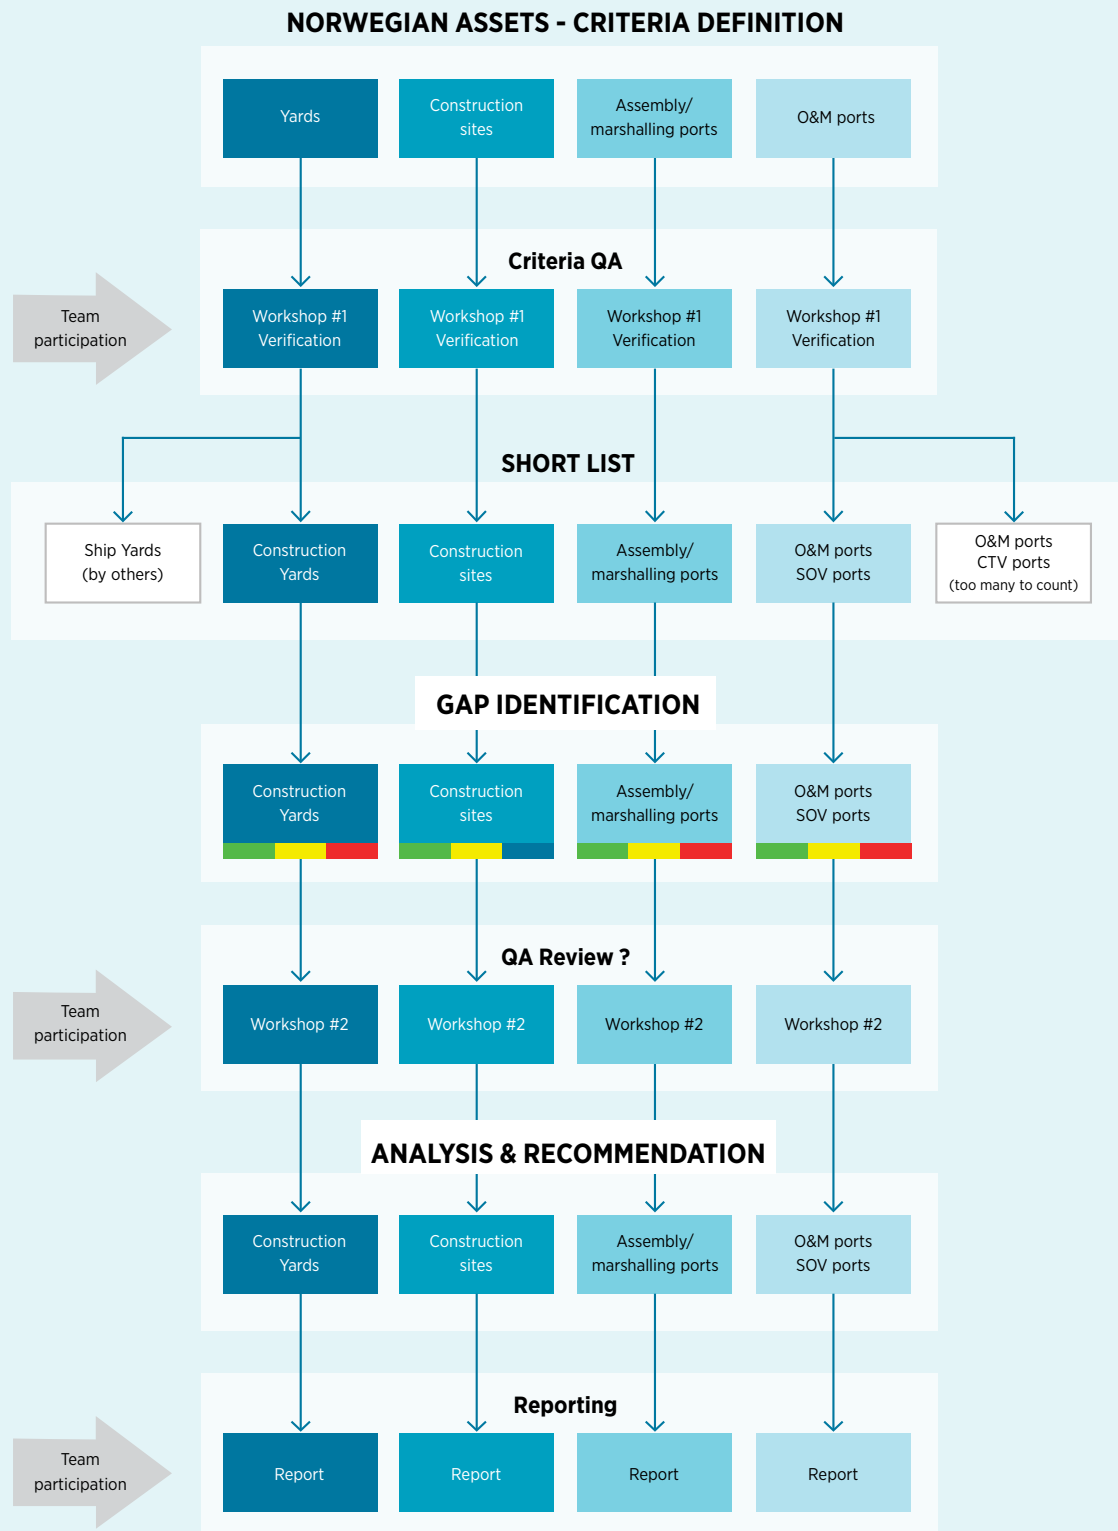 NORWEGIAN ASSETS - CRITERIA DEFINITION
Yards
Construction
sites
Assembly/
marshalling ports
O&M ports
Criteria QA
Team
participation
Workshop #1
Verification
Workshop #1
Verification
Workshop #1
Verification
Workshop #1
Verification
SHORT LIST
Ship Yards
(by others)
Construction
Yards
Construction
sites
Assembly/
marshalling ports
O&M ports
SOV ports
O&M ports
CTV ports
(too many to count)
GAP IDENTIFICATION
Construction
Yards
Construction
sites
Assembly/
marshalling ports
O&M ports
SOV ports
QA Review ?
Team
participation
Workshop #2
Workshop #2
Workshop #2
Workshop #2
ANALYSIS & RECOMMENDATION
Construction
Yards
Construction
sites
Assembly/
marshalling ports
O&M ports
SOV ports
Reporting
Team
participation
Report
Report
Report
Report